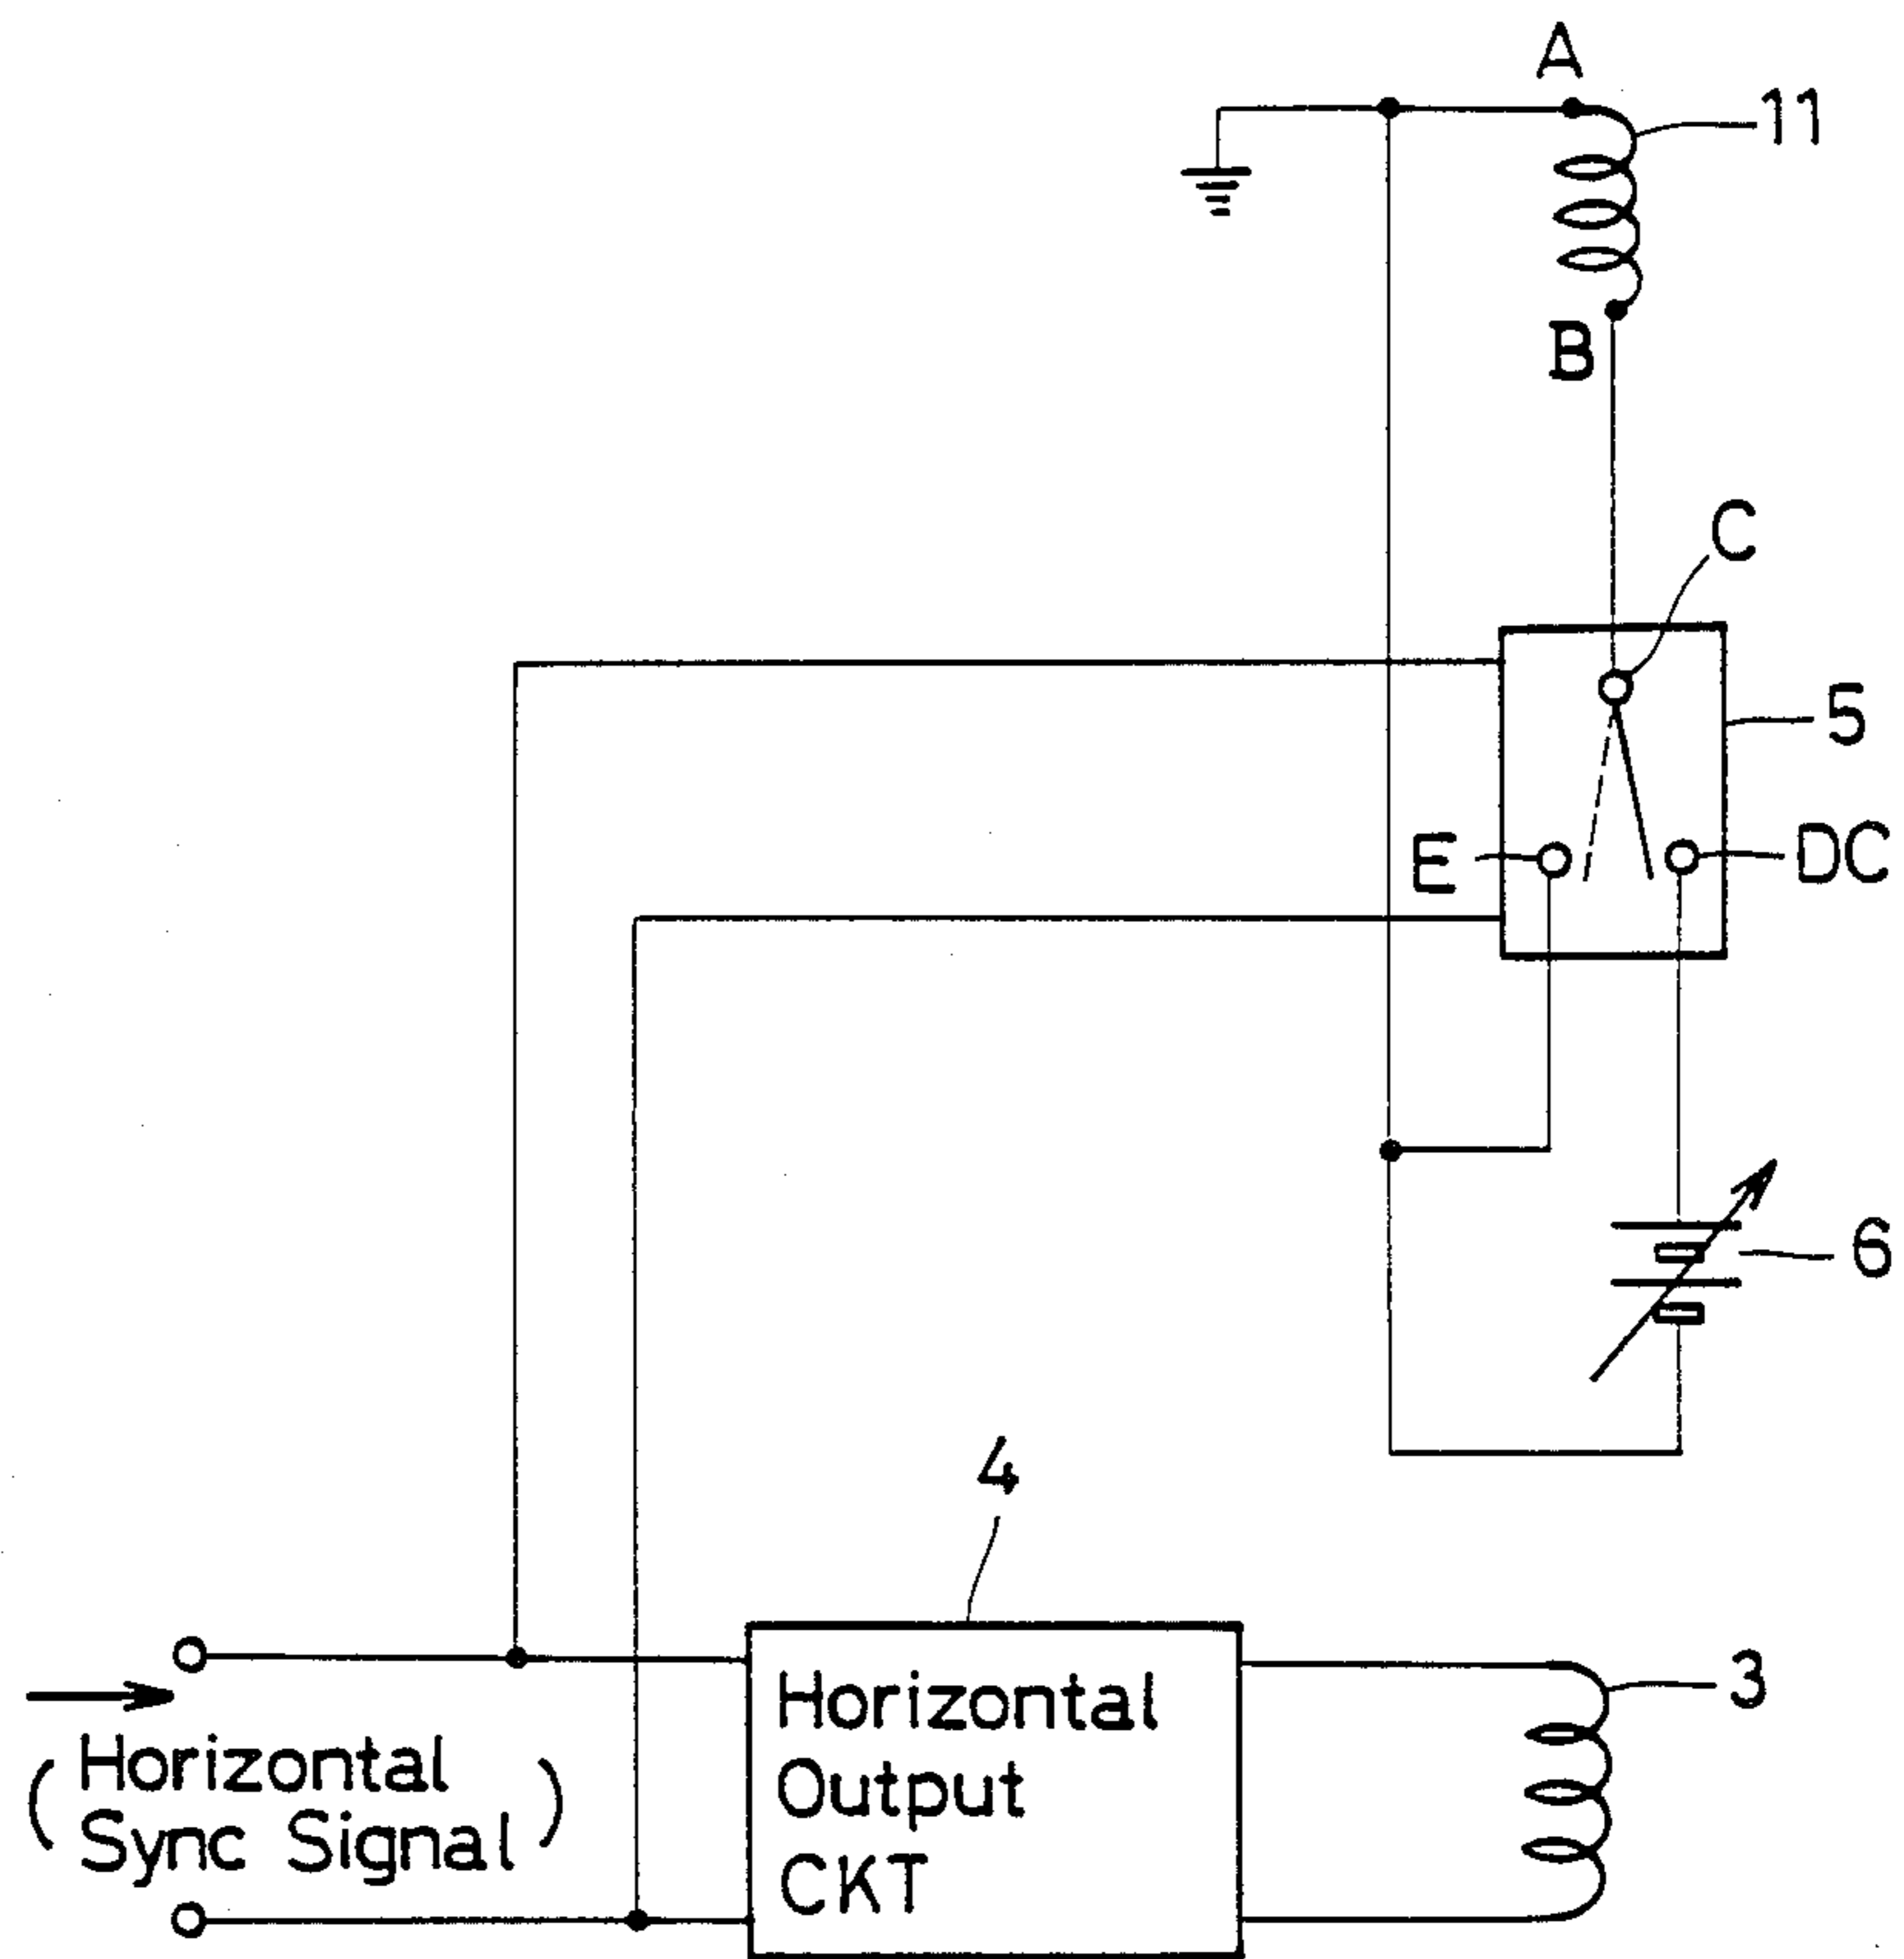 A
11
B
C
5
E
DC
6
4
Horizontal
Output
CKT
3
(Horizontal
Sync Signal)